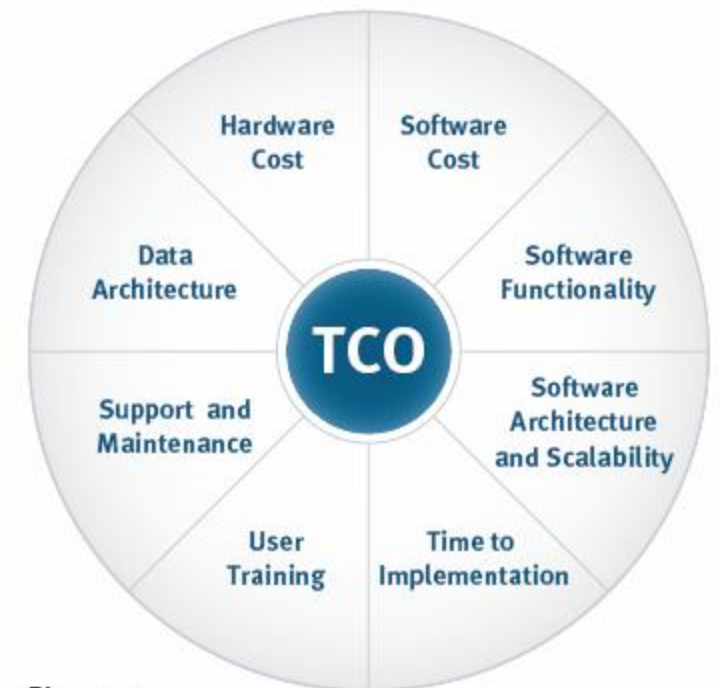 Hardware
Cost
Software
Cost
Data
Architecture
Software
Functionality
TCO
Support and
Maintenance
Software
Architecture
and Scalability
User
Training
Time to
Implementation